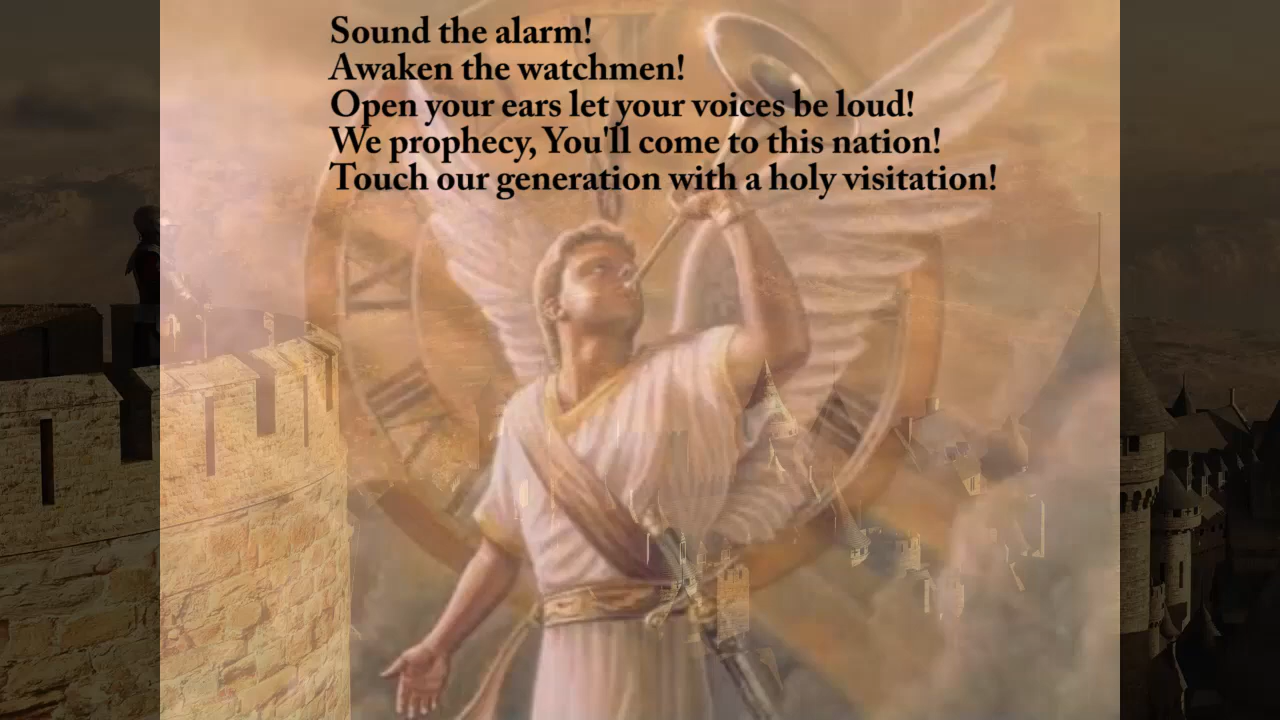 Sound the alarm!
Awaken the watchmen!
Open your ears let your voices be loud!
We prophecy, You'll come to this nation!
Touch our generation with a holy visitation!